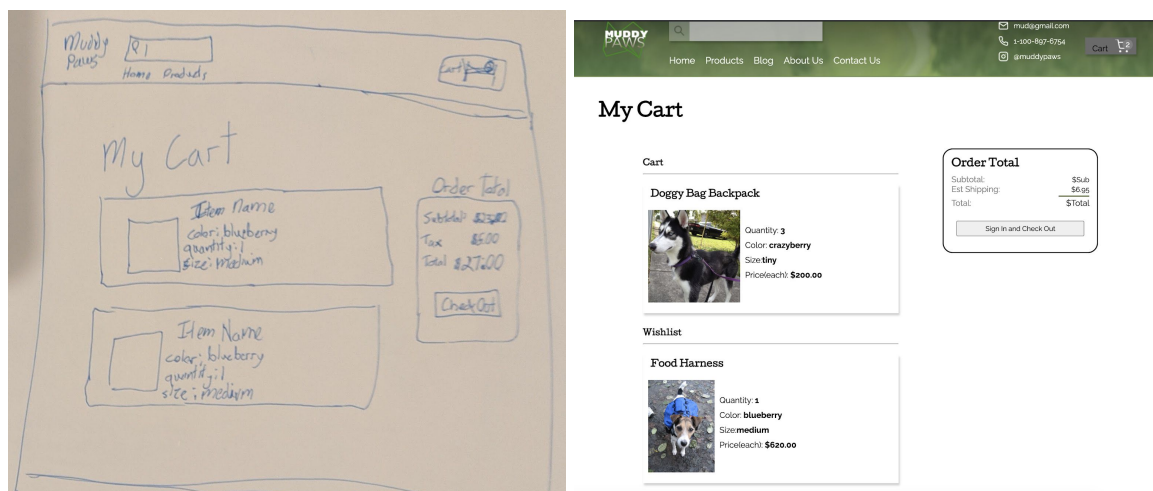 Muddy
Paws
Home Products
Cart
My Cart
Item Name
color: blueberry
quantity: 1
size: medium
Order Total
Subtotal:
Tax $5.00
Total $27.00
Check Out
Item Name
color: blueberry
quantity: 1
size: medium
MUDDY
PAWS
Home Products Blog About Us Contact Us
mud@gmail.com
1-100-897-6754
@muddypaws
Cart 2
My Cart
Cart
Doggy Bag Backpack
Quantity: 3
Color: crazyberry
Size:tiny
Price(each): $200.00
Wishlist
Food Harness
Quantity: 1
Color: blueberry
Size:medium
Price(each): $620.00
Order Total
Subtotal: $Sub
Est Shipping: $6.95
Total: $Total
Sign In and Check Out